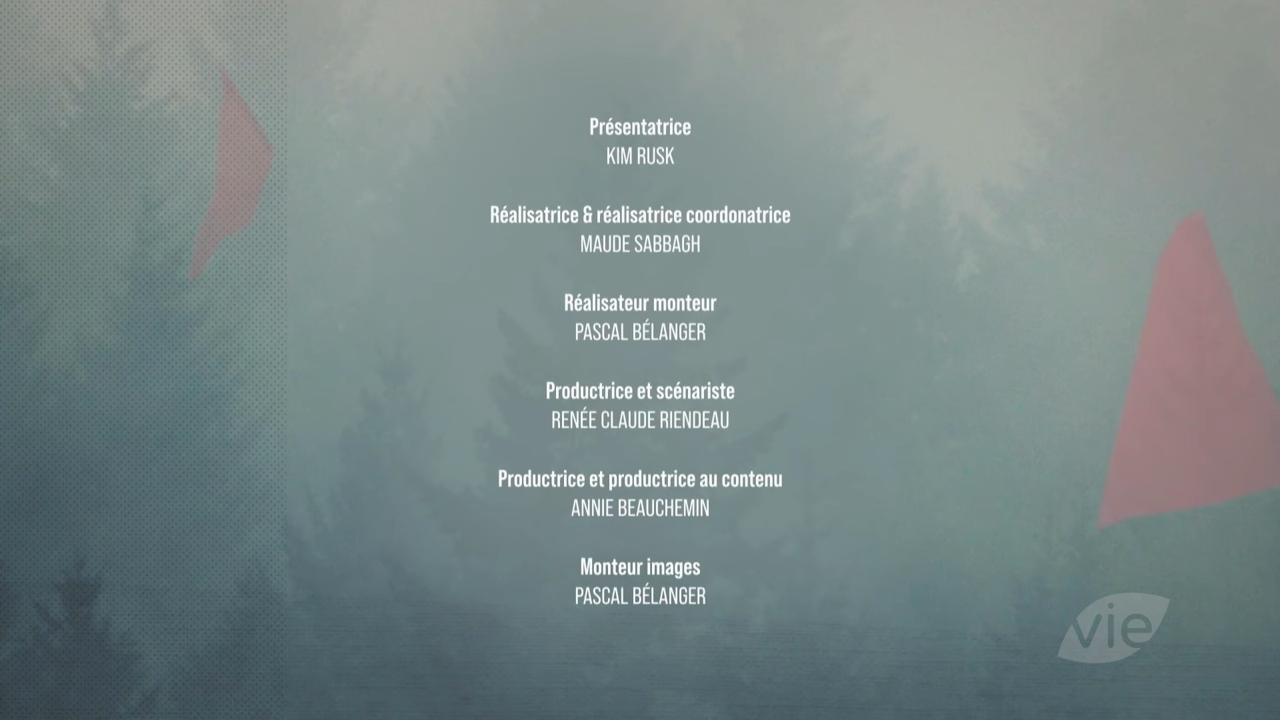 Présentatrice
KIM RUSK
Réalisatrice & réalisatrice coordonatrice
MAUDE SABBAGH
Réalisateur monteur
PASCAL BÉLANGER
Productrice et scénariste
RENÉE CLAUDE RIENDEAU
Productrice et productrice au contenu
ANNIE BEAUCHEMIN
Monteur images
PASCAL BÉLANGER
vie